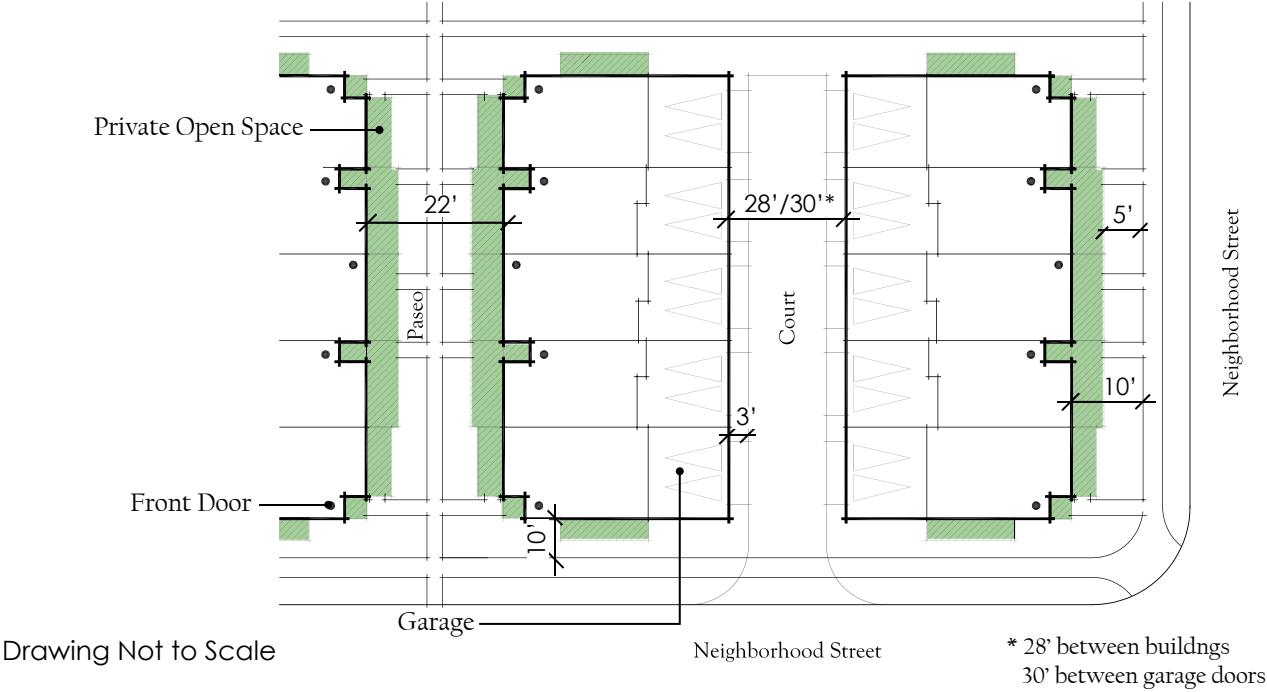 Private Open Space
22'
28'/30'*
5'
Paseo
Court
Neighborhood Street
10'
3'
Front Door
10'
Garage
Drawing Not to Scale
Neighborhood Street
* 28' between buildngs
30' between garage doors